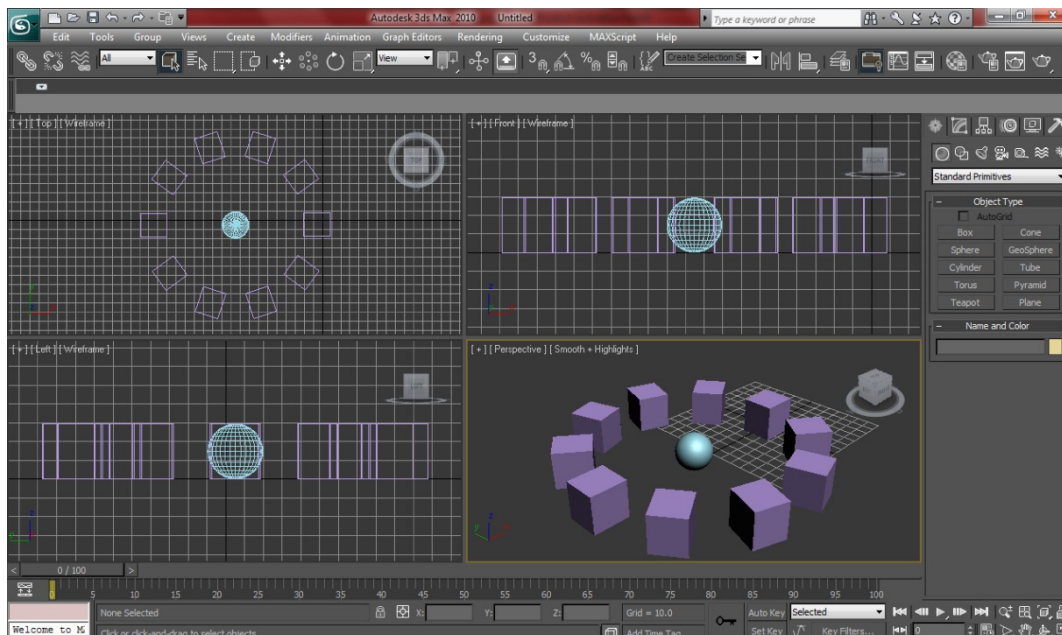 Autodesk 3ds Max 2010 Untitled
Type a keyword or phrase
Edit Tools Group Views Create Modifiers Animation Graph Editors Rendering Customize MAXScript Help
All
View
3
Create Selection Se
[ + ] [ Top ] [ Wireframe ]
[ + ] [ Front ] [ Wireframe ]
TOP
FRONT
Standard Primitives
Object Type
AutoGrid
Box Cone
Sphere GeoSphere
Cylinder Tube
Torus Pyramid
Teapot Plane
Name and Color
[ + ] [ Left ] [ Wireframe ]
[ + ] [ Perspective ] [ Smooth + Highlights ]
LEFT
< 0 / 100 >
0 5 10 15 20 25 30 35 40 45 50 55 60 65 70 75 80 85 90 95 100
None Selected X: Y: Z: Grid = 10.0 Auto Key Selected
Welcome to M
Click or click-and-drag to select objects Add Time Tag Set Key Key Filters... 0